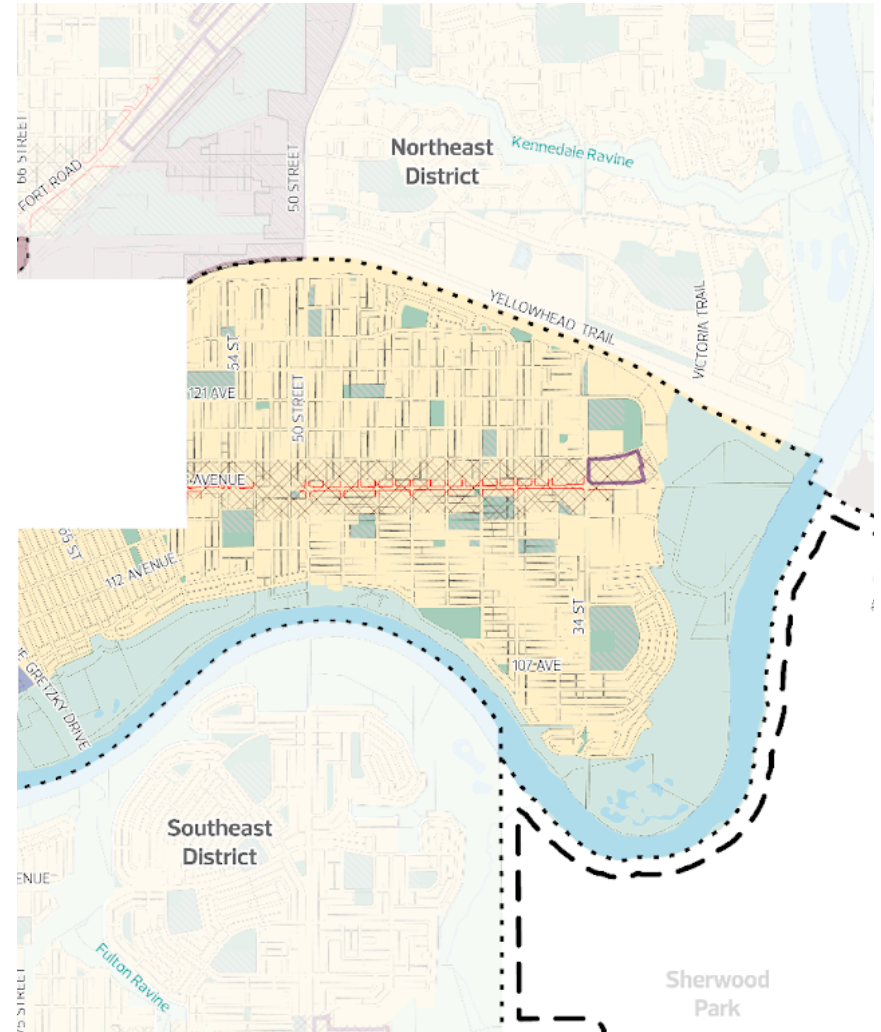 66 STREET
FORT ROAD
50 STREET
Northeast
District
Kennedale Ravine
YELLOWHEAD TRAIL
VICTORIA TRAIL
54 ST
121 AVE
50 STREET
AVENUE
65 ST
112 AVENUE
34 ST
107 AVE
GRETZKY DRIVE
Southeast
District
ENUE
Fulton Ravine
75 STREET
Sherwood
Park